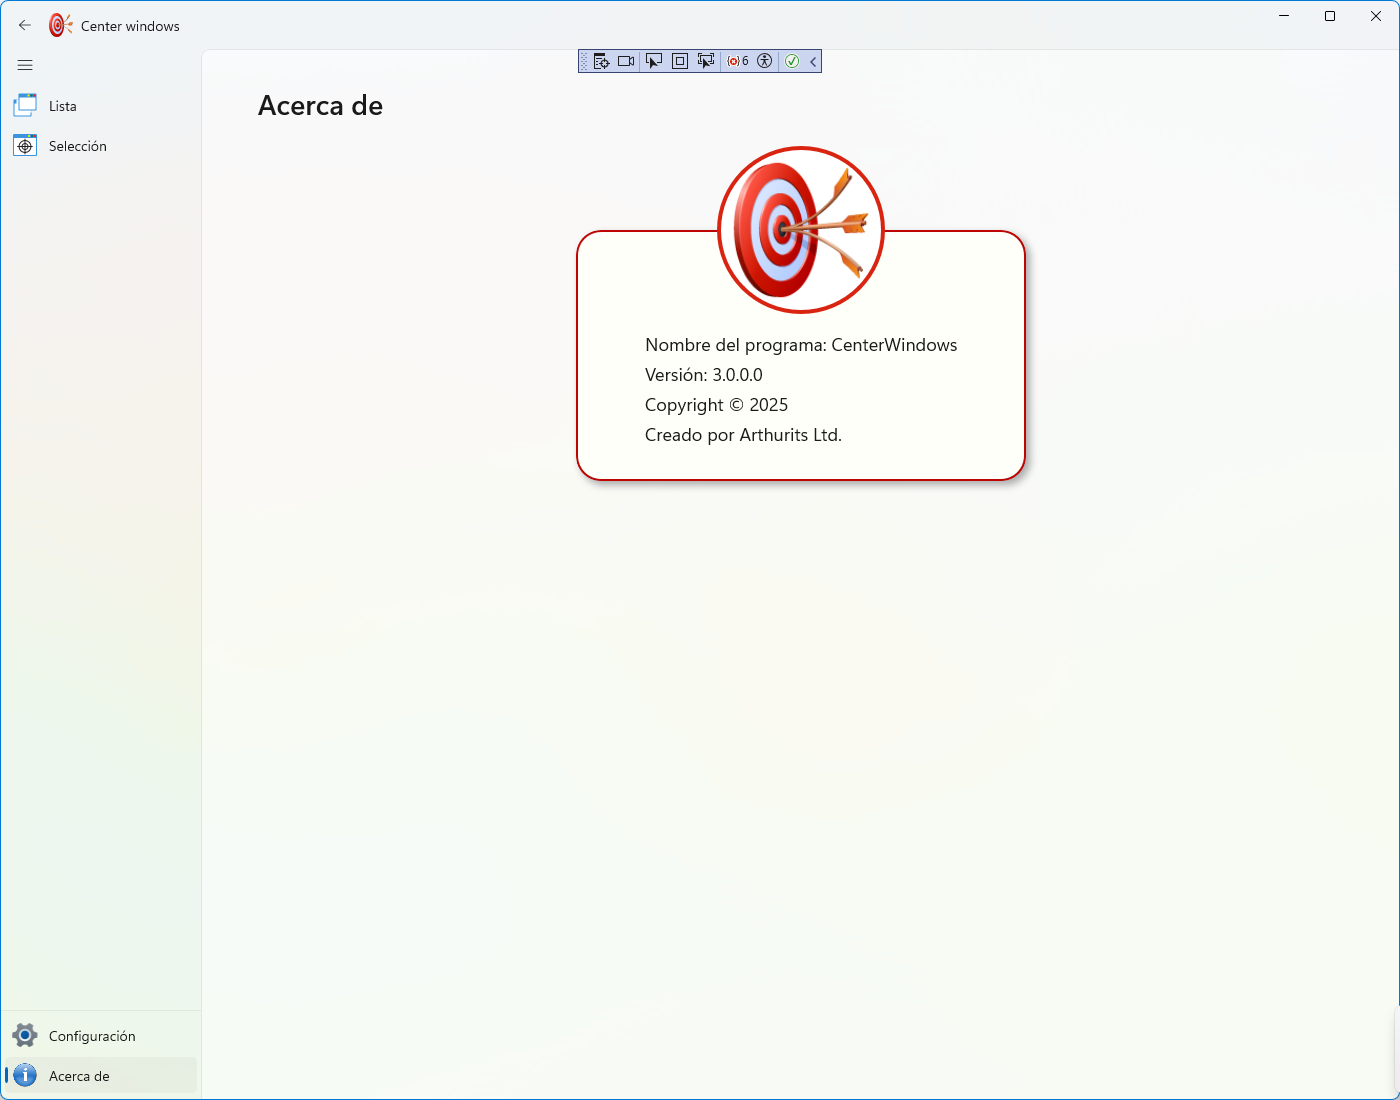 Center windows
Lista
Selección
6
Acerca de
Nombre del programa: CenterWindows
Versión: 3.0.0.0
Copyright © 2025
Creado por Arthurits Ltd.
Configuración
Acerca de